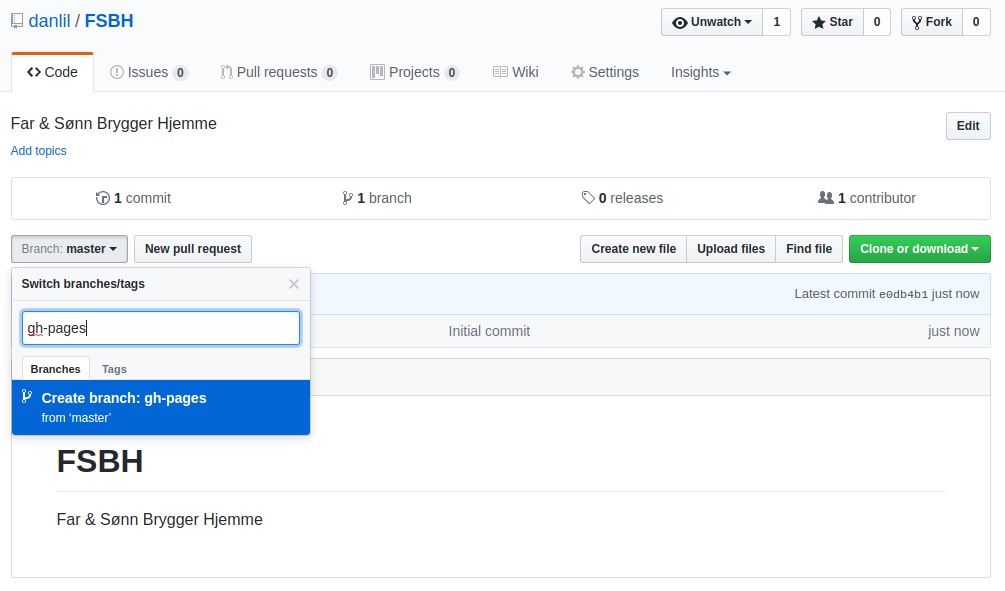 danlil / FSBH
Unwatch 1 Star 0 Fork 0
Code Issues 0 Pull requests 0 Projects 0 Wiki Settings Insights
Far & Sønn Brygger Hjemme
Edit
Add topics
1 commit 1 branch 0 releases 1 contributor
Branch: master New pull request Create new file Upload files Find file Clone or download
Switch branches/tags
Latest commit e0db4b1 just now
gh-pages
Initial commit just now
Branches Tags
Create branch: gh-pages
from ‘master’
FSBH
Far & Sønn Brygger Hjemme